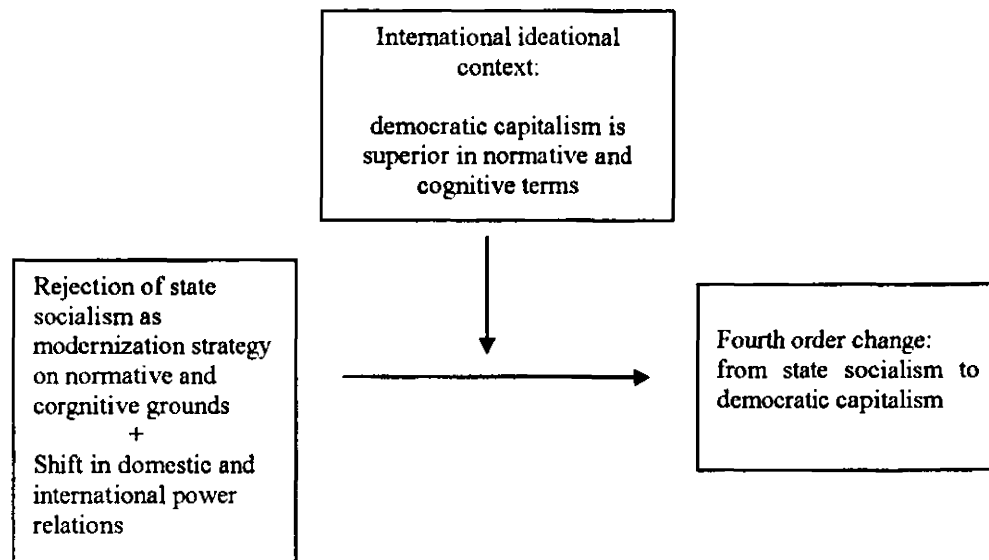 International ideational
context:
democratic capitalism is
superior in normative and
cognitive terms
Rejection of state
socialism as
modernization strategy
on normative and
corgnitive grounds
+
Shift in domestic and
international power
relations
Fourth order change:
from state socialism to
democratic capitalism